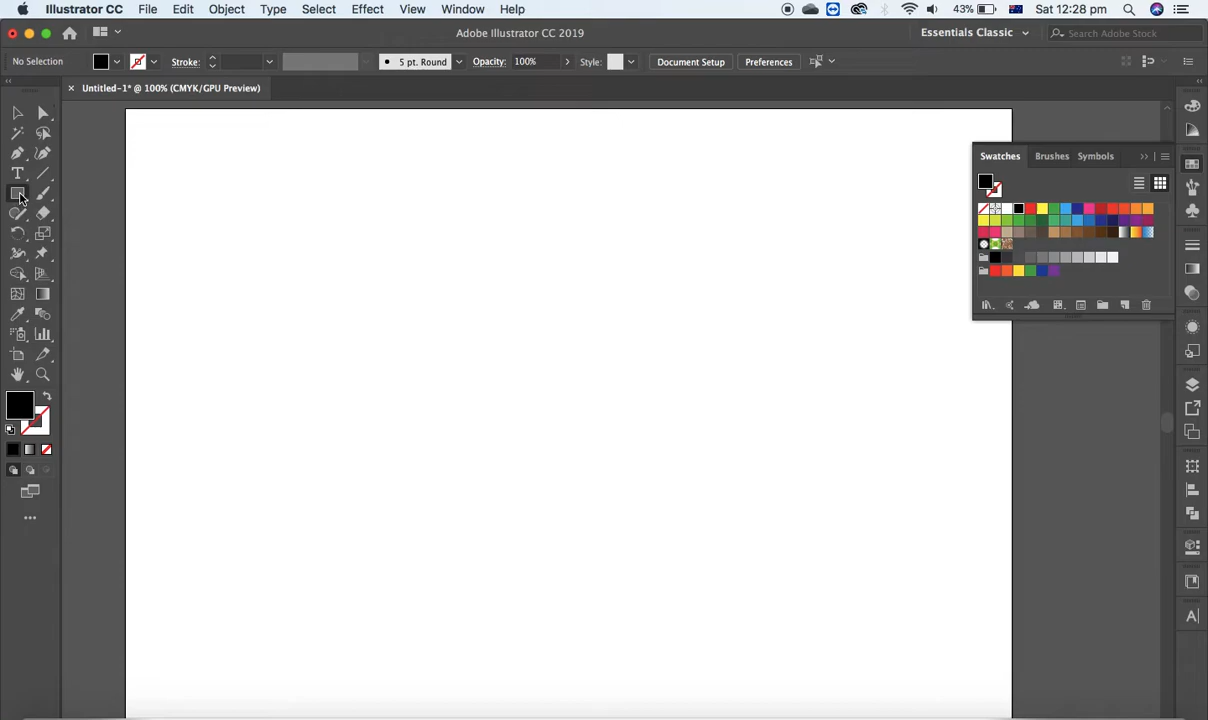 Illustrator CC File Edit Object Type Select Effect View Window Help 43% Sat 12:28 pm
Adobe Illustrator CC 2019 Essentials Classic Search Adobe Stock
No Selection Stroke: 5 pt. Round Opacity: 100% Style: Document Setup Preferences
× Untitled-1* @ 100% (CMYK/GPU Preview)
Swatches Brushes Symbols